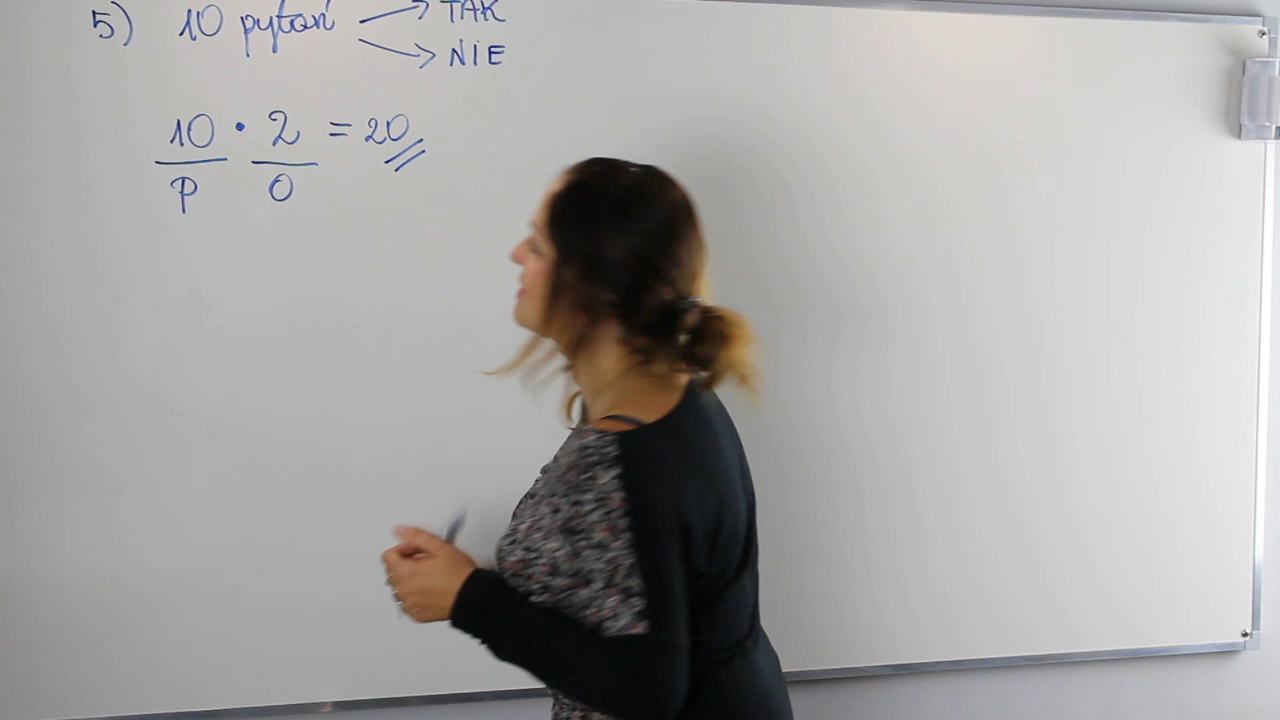 5) 10 pytań → TAK
→ NIE
10 · 2 = 20
P O